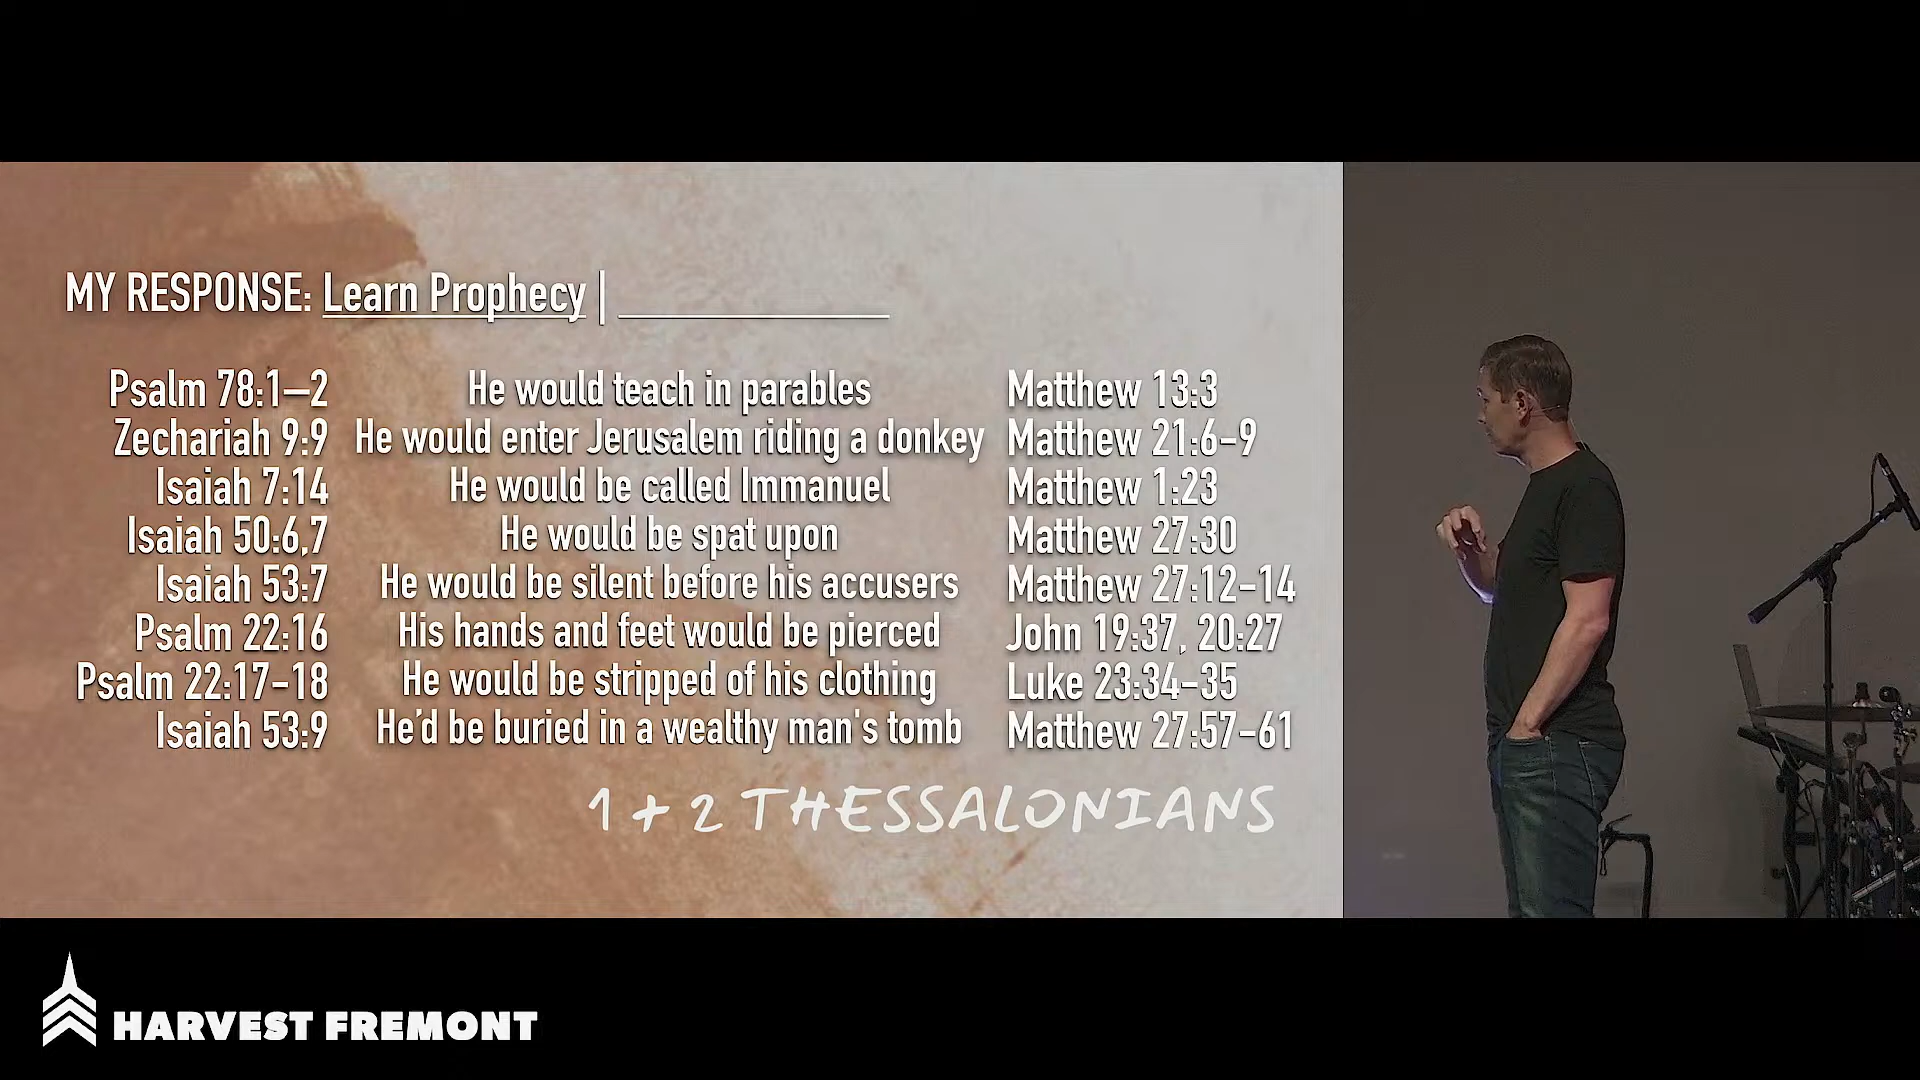 MY RESPONSE: Learn Prophecy | ____________
Psalm 78:1–2 He would teach in parables Matthew 13:3
Zechariah 9:9 He would enter Jerusalem riding a donkey Matthew 21:6-9
Isaiah 7:14 He would be called Immanuel Matthew 1:23
Isaiah 50:6,7 He would be spat upon Matthew 27:30
Isaiah 53:7 He would be silent before his accusers Matthew 27:12-14
Psalm 22:16 His hands and feet would be pierced John 19:37, 20:27
Psalm 22:17-18 He would be stripped of his clothing Luke 23:34-35
Isaiah 53:9 He'd be buried in a wealthy man's tomb Matthew 27:57-61
1 + 2 THESSALONIANS
HARVEST FREMONT